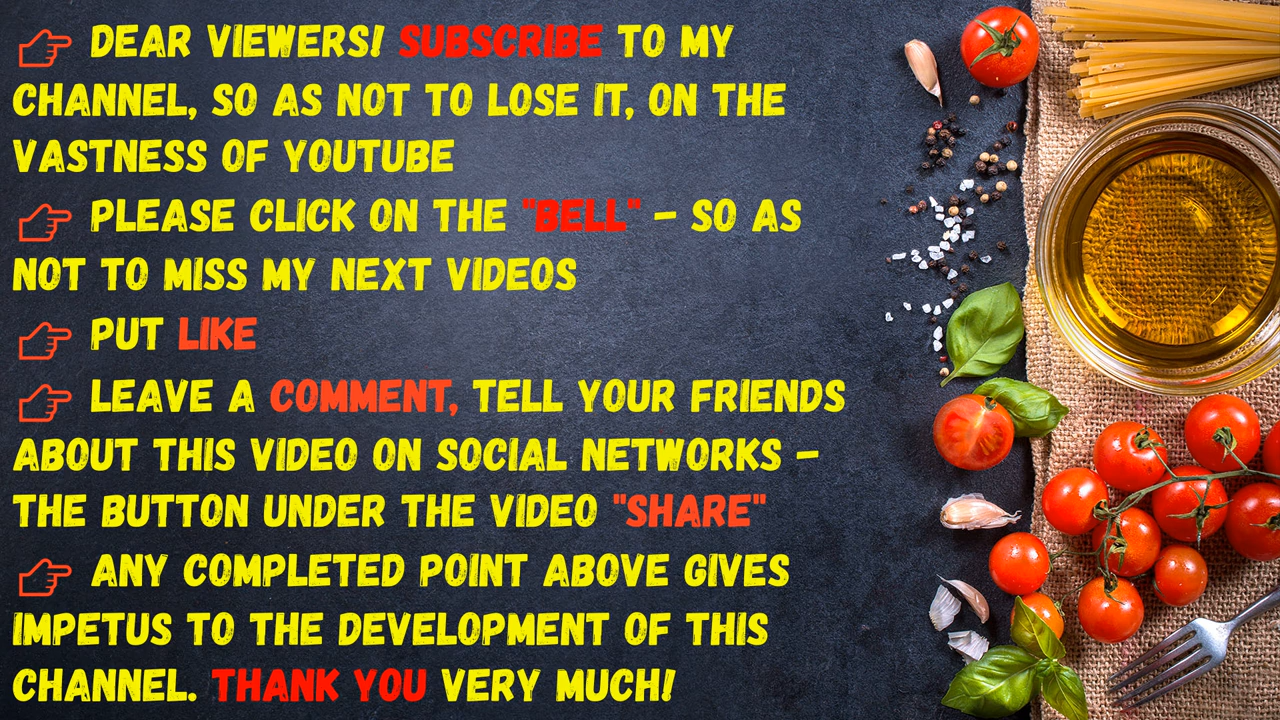 DEAR VIEWERS! SUBSCRIBE TO MY
CHANNEL, SO AS NOT TO LOSE IT, ON THE
VASTNESS OF YOUTUBE
PLEASE CLICK ON THE "BELL" - SO AS
NOT TO MISS MY NEXT VIDEOS
PUT LIKE
LEAVE A COMMENT, TELL YOUR FRIENDS
ABOUT THIS VIDEO ON SOCIAL NETWORKS -
THE BUTTON UNDER THE VIDEO "SHARE"
ANY COMPLETED POINT ABOVE GIVES
IMPETUS TO THE DEVELOPMENT OF THIS
CHANNEL. THANK YOU VERY MUCH!